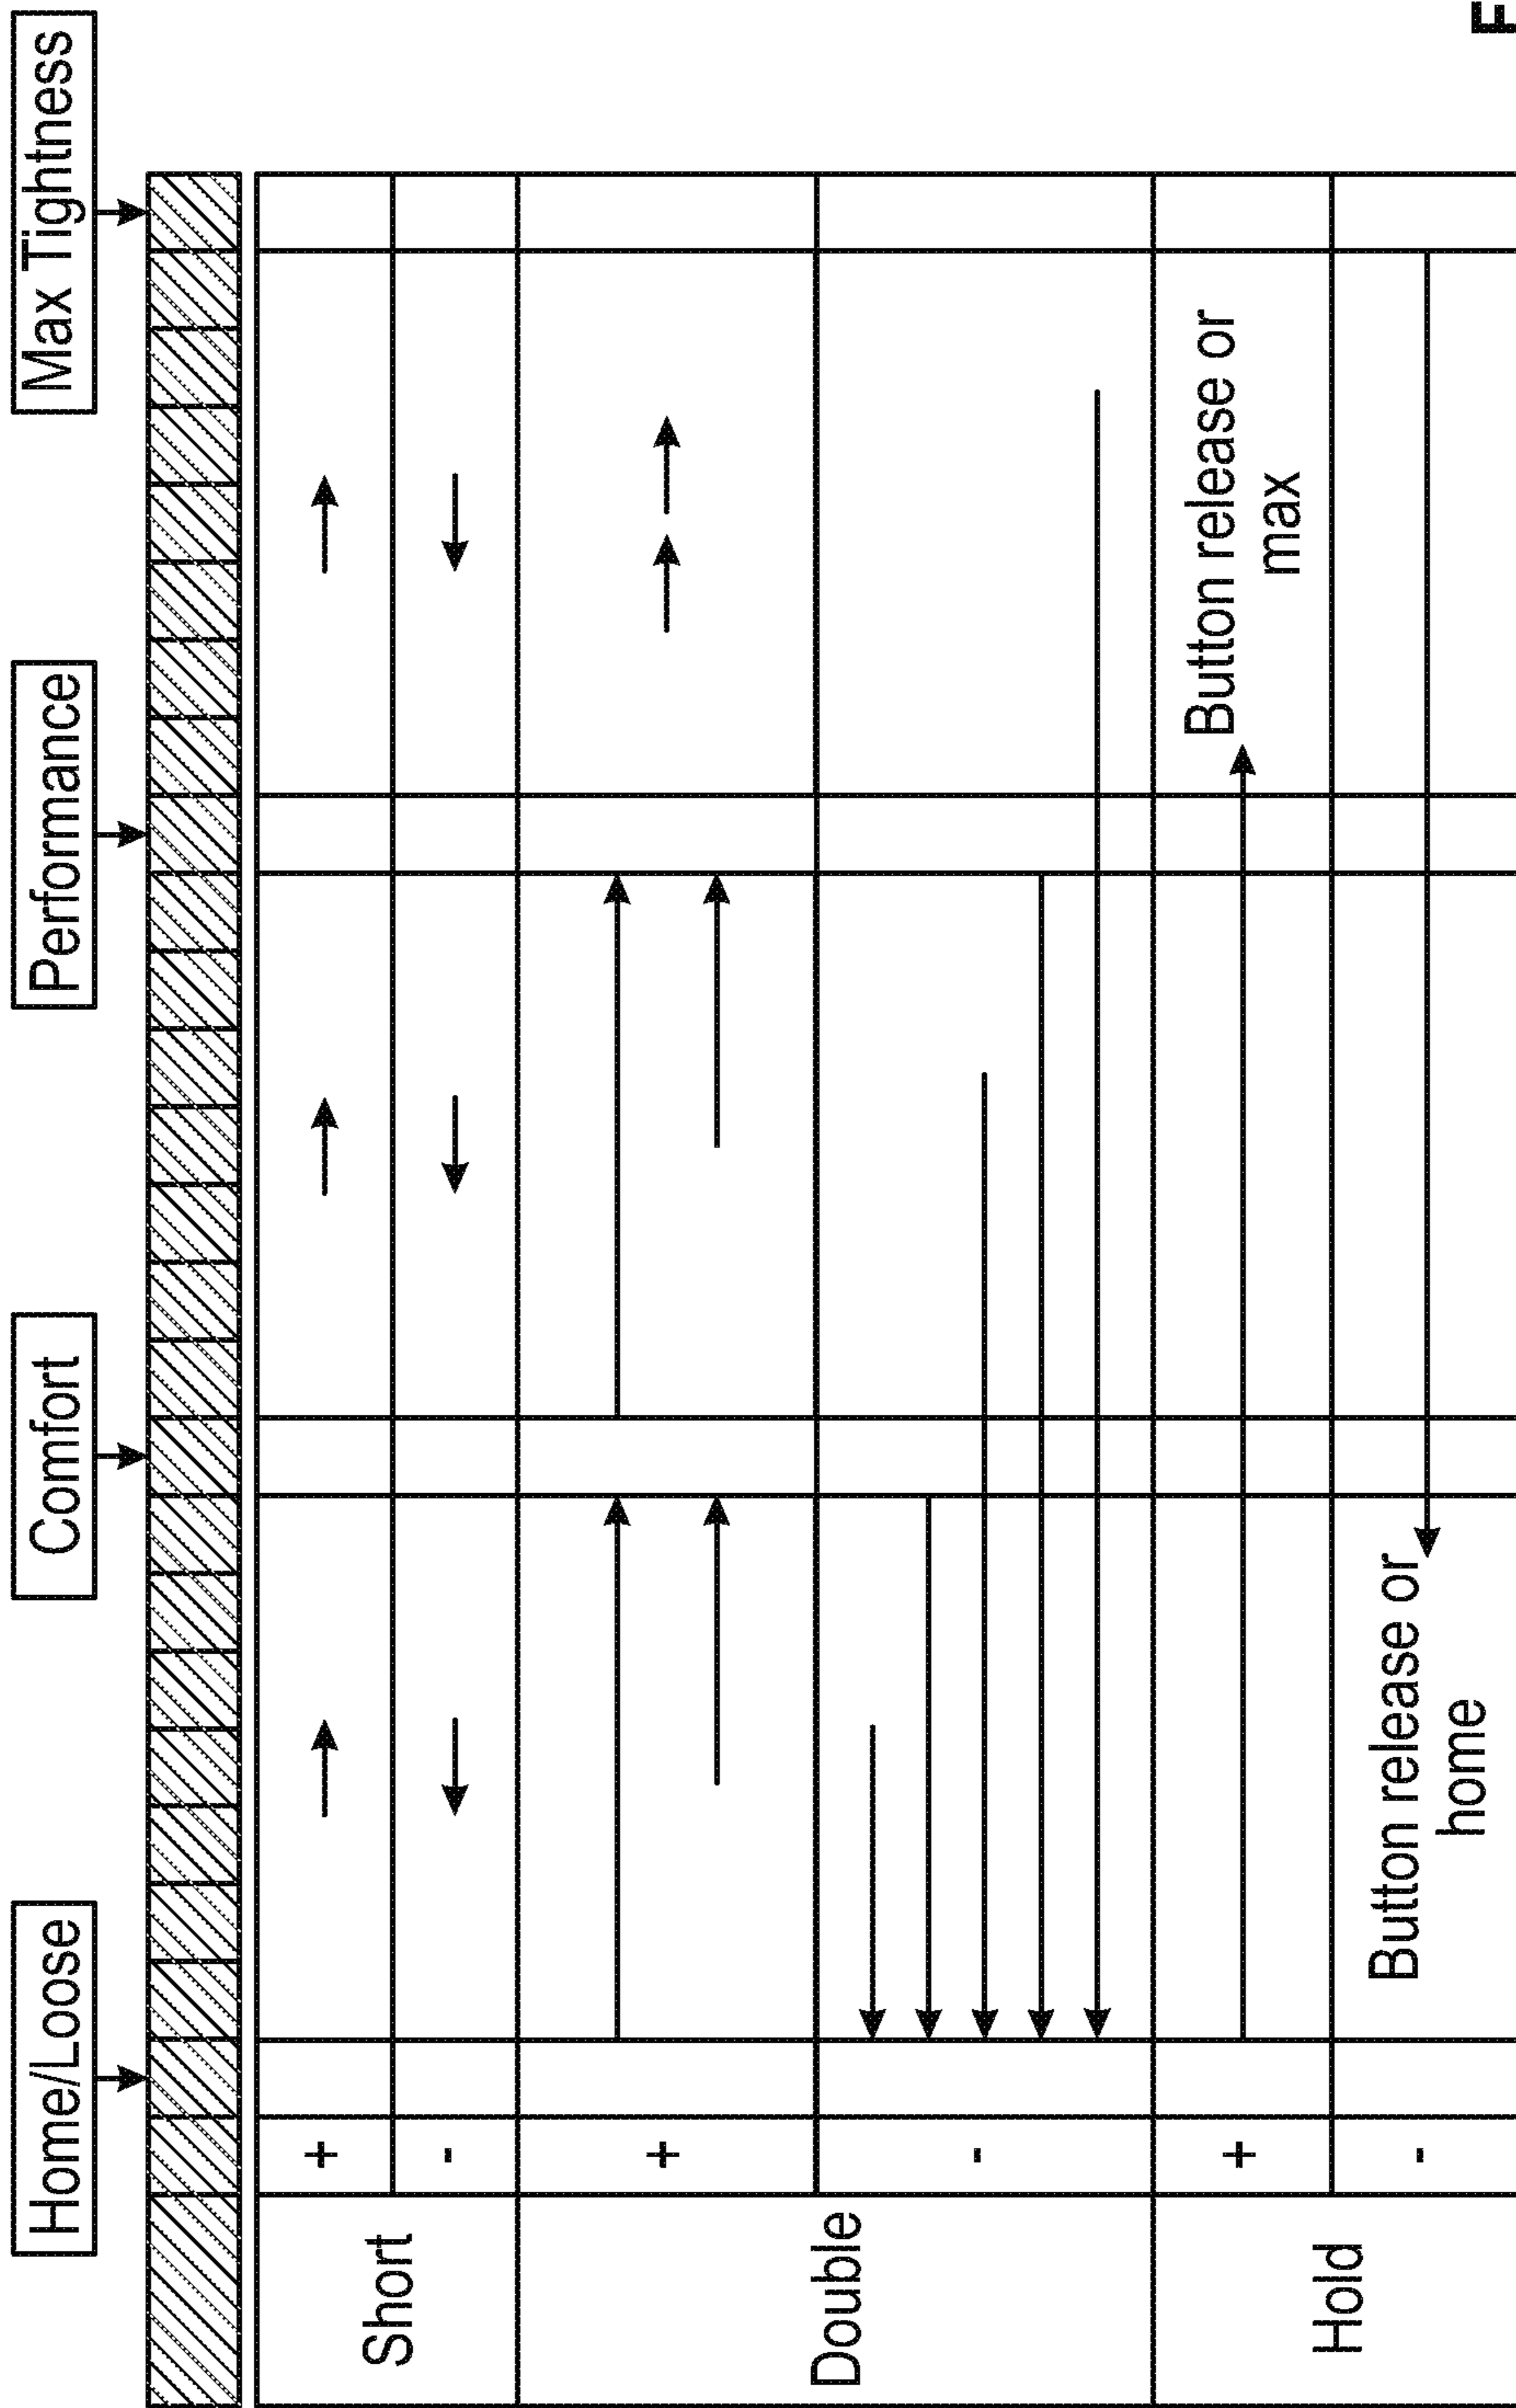 Home/Loose
Comfort
Performance
Max Tightness
Short
+
-
Double
+
-
Hold
+
Button release or
max
-
Button release or
home